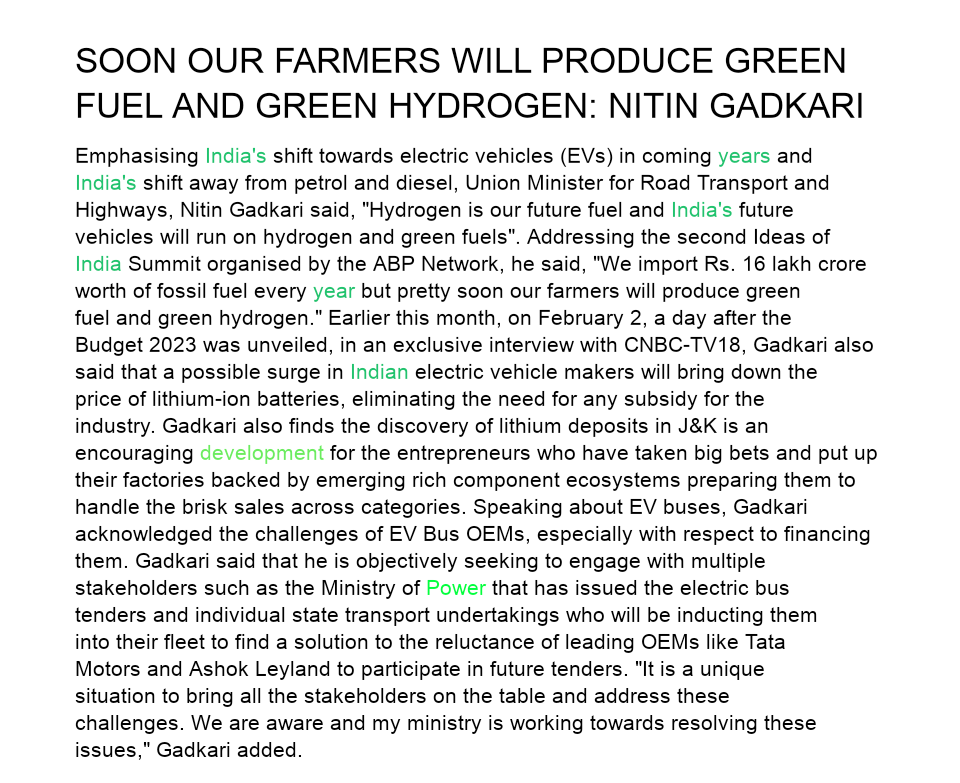 SOON OUR FARMERS WILL PRODUCE GREEN
FUEL AND GREEN HYDROGEN: NITIN GADKARI
Emphasising India's shift towards electric vehicles (EVs) in coming years and
India's shift away from petrol and diesel, Union Minister for Road Transport and
Highways, Nitin Gadkari said, "Hydrogen is our future fuel and India's future
vehicles will run on hydrogen and green fuels". Addressing the second Ideas of
India Summit organised by the ABP Network, he said, "We import Rs. 16 lakh crore
worth of fossil fuel every year but pretty soon our farmers will produce green
fuel and green hydrogen." Earlier this month, on February 2, a day after the
Budget 2023 was unveiled, in an exclusive interview with CNBC-TV18, Gadkari also
said that a possible surge in Indian electric vehicle makers will bring down the
price of lithium-ion batteries, eliminating the need for any subsidy for the
industry. Gadkari also finds the discovery of lithium deposits in J&K is an
encouraging development for the entrepreneurs who have taken big bets and put up
their factories backed by emerging rich component ecosystems preparing them to
handle the brisk sales across categories. Speaking about EV buses, Gadkari
acknowledged the challenges of EV Bus OEMs, especially with respect to financing
them. Gadkari said that he is objectively seeking to engage with multiple
stakeholders such as the Ministry of Power that has issued the electric bus
tenders and individual state transport undertakings who will be inducting them
into their fleet to find a solution to the reluctance of leading OEMs like Tata
Motors and Ashok Leyland to participate in future tenders. "It is a unique
situation to bring all the stakeholders on the table and address these
challenges. We are aware and my ministry is working towards resolving these
issues," Gadkari added.